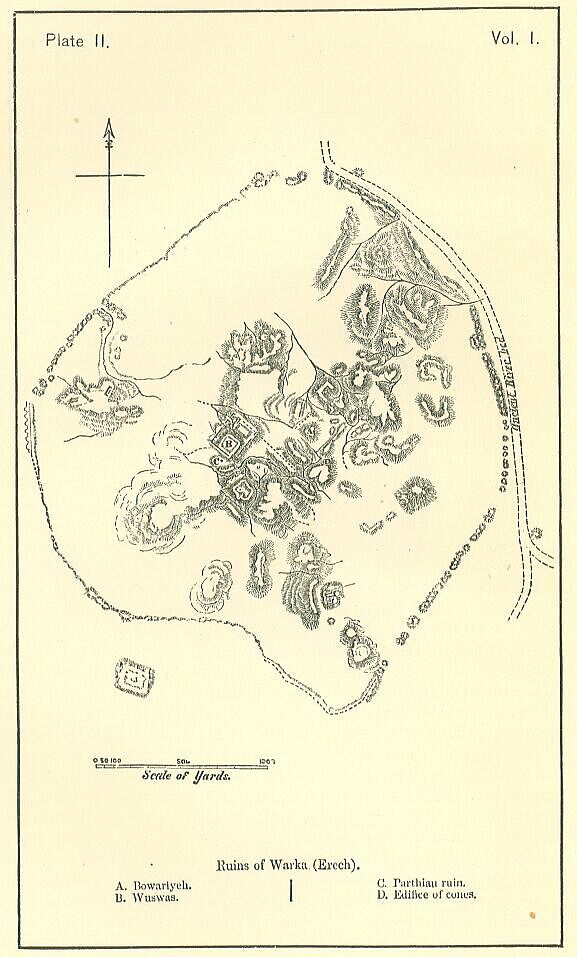 Plate II.
Vol. I.
Ancient River bed
B
C
0 50 100 500 1000
Scale of Yards.
Ruins of Warka (Erech).
A. Bowariyeh.
B. Wuswas.
C. Parthian ruin.
D. Edifice of cones.